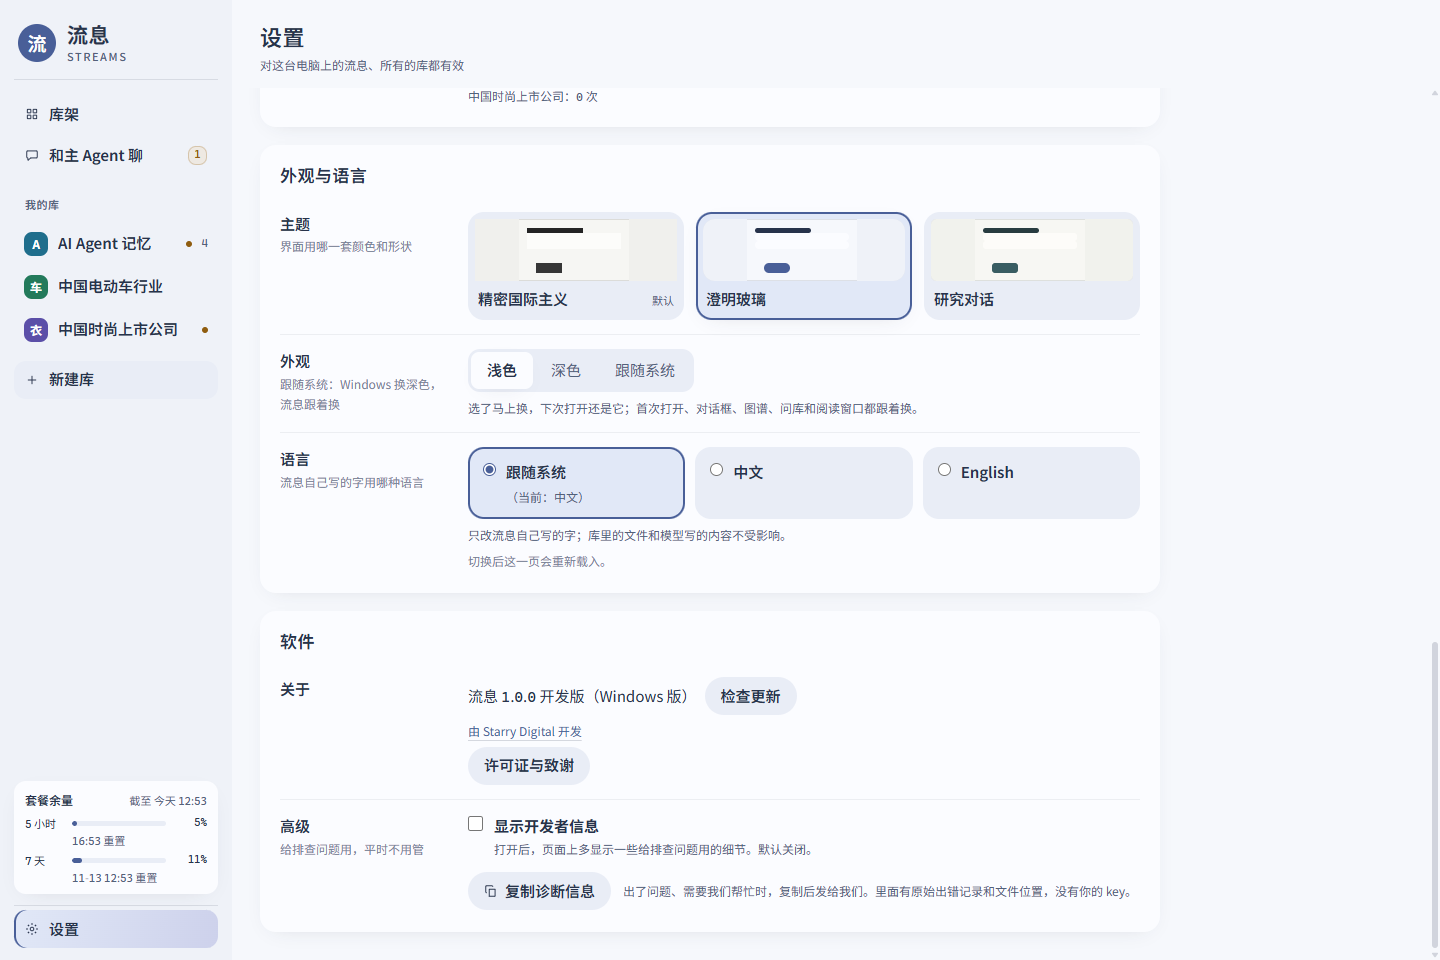 流
流息
STREAMS
库架
和主 Agent 聊 1
我的库
A AI Agent 记忆 4
车 中国电动车行业
衣 中国时尚上市公司
+ 新建库
套餐余量 截至 今天 12:53
5 小时 5%
16:53 重置
7 天 11%
11-13 12:53 重置
设置
设置
对这台电脑上的流息、所有的库都有效
中国时尚上市公司：0 次
外观与语言
主题
界面用哪一套颜色和形状
精密国际主义 默认
澄明玻璃
研究对话
外观
跟随系统：Windows 换深色，
流息跟着换
浅色 深色 跟随系统
选了马上换，下次打开还是它；首次打开、对话框、图谱、问库和阅读窗口都跟着换。
语言
流息自己写的字用哪种语言
跟随系统
（当前：中文）
中文
English
只改流息自己写的字；库里的文件和模型写的内容不受影响。
切换后这一页会重新载入。
软件
关于
流息 1.0.0 开发版（Windows 版） 检查更新
由 Starry Digital 开发
许可证与致谢
高级
给排查问题用，平时不用管
显示开发者信息
打开后，页面上多显示一些给排查问题用的细节。默认关闭。
复制诊断信息 出了问题、需要我们帮忙时，复制后发给我们。里面有原始出错记录和文件位置，没有你的 key。